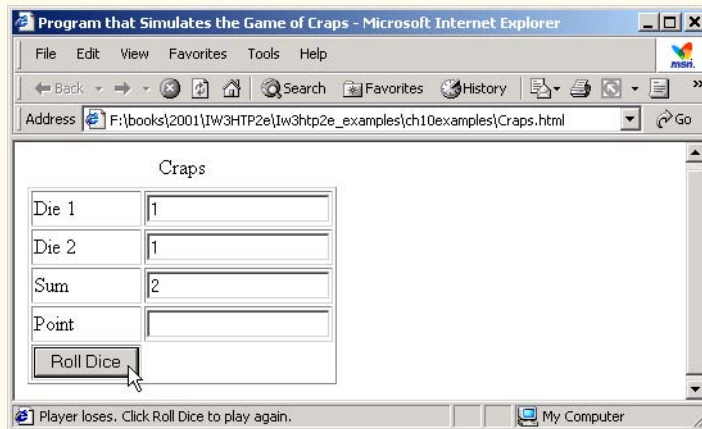 Program that Simulates the Game of Craps - Microsoft Internet Explorer
File Edit View Favorites Tools Help
msn.
Back Search Favorites History »
Address F:\books\2001\IW3HTP2e\Iw3htp2e_examples\ch10examples\Craps.html Go
Craps
Die 1 1
Die 2 1
Sum 2
Point
Roll Dice
Player loses. Click Roll Dice to play again. My Computer